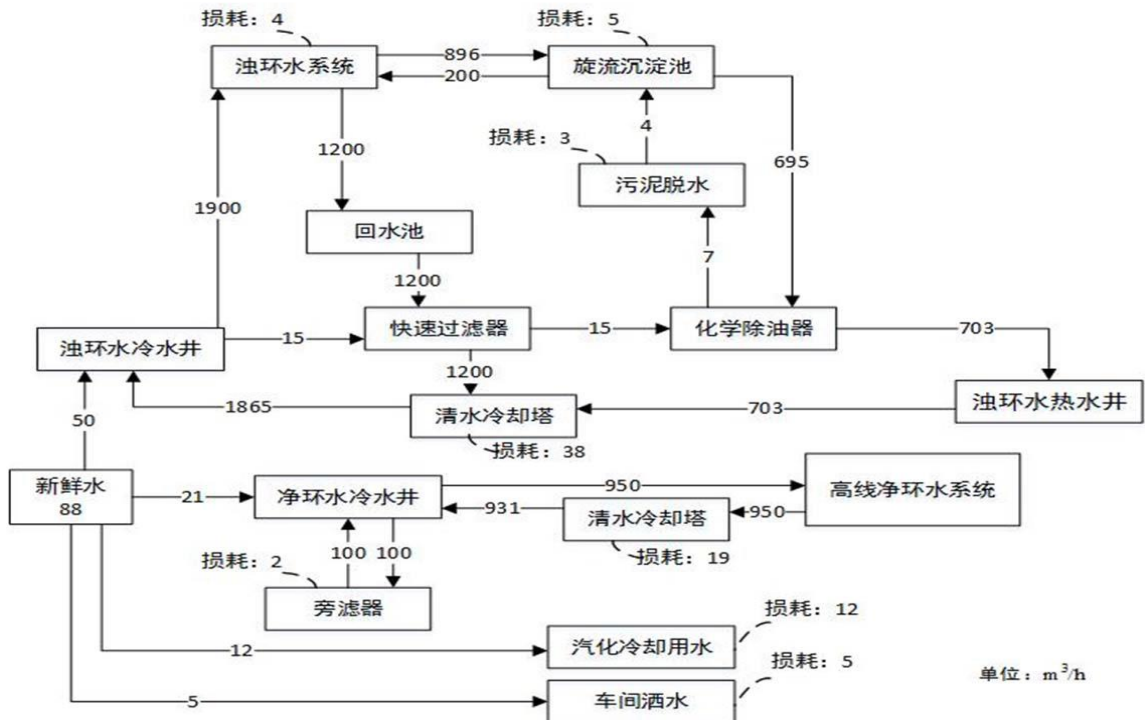 损耗：4
损耗：5
浊环水系统
896
200
旋流沉淀池
1200
4
695
损耗：3
污泥脱水
1900
回水池
7
1200
浊环水冷水井
15
快速过滤器
15
化学除油器
703
1200
50
1865
清水冷却塔
703
浊环水热水井
损耗：38
新鲜水
88
21
净环水冷水井
950
高线净环水系统
931
清水冷却塔
950
100
100
损耗：19
损耗：2
旁滤器
损耗：12
12
汽化冷却用水
损耗：5
单位：m³/h
5
车间洒水